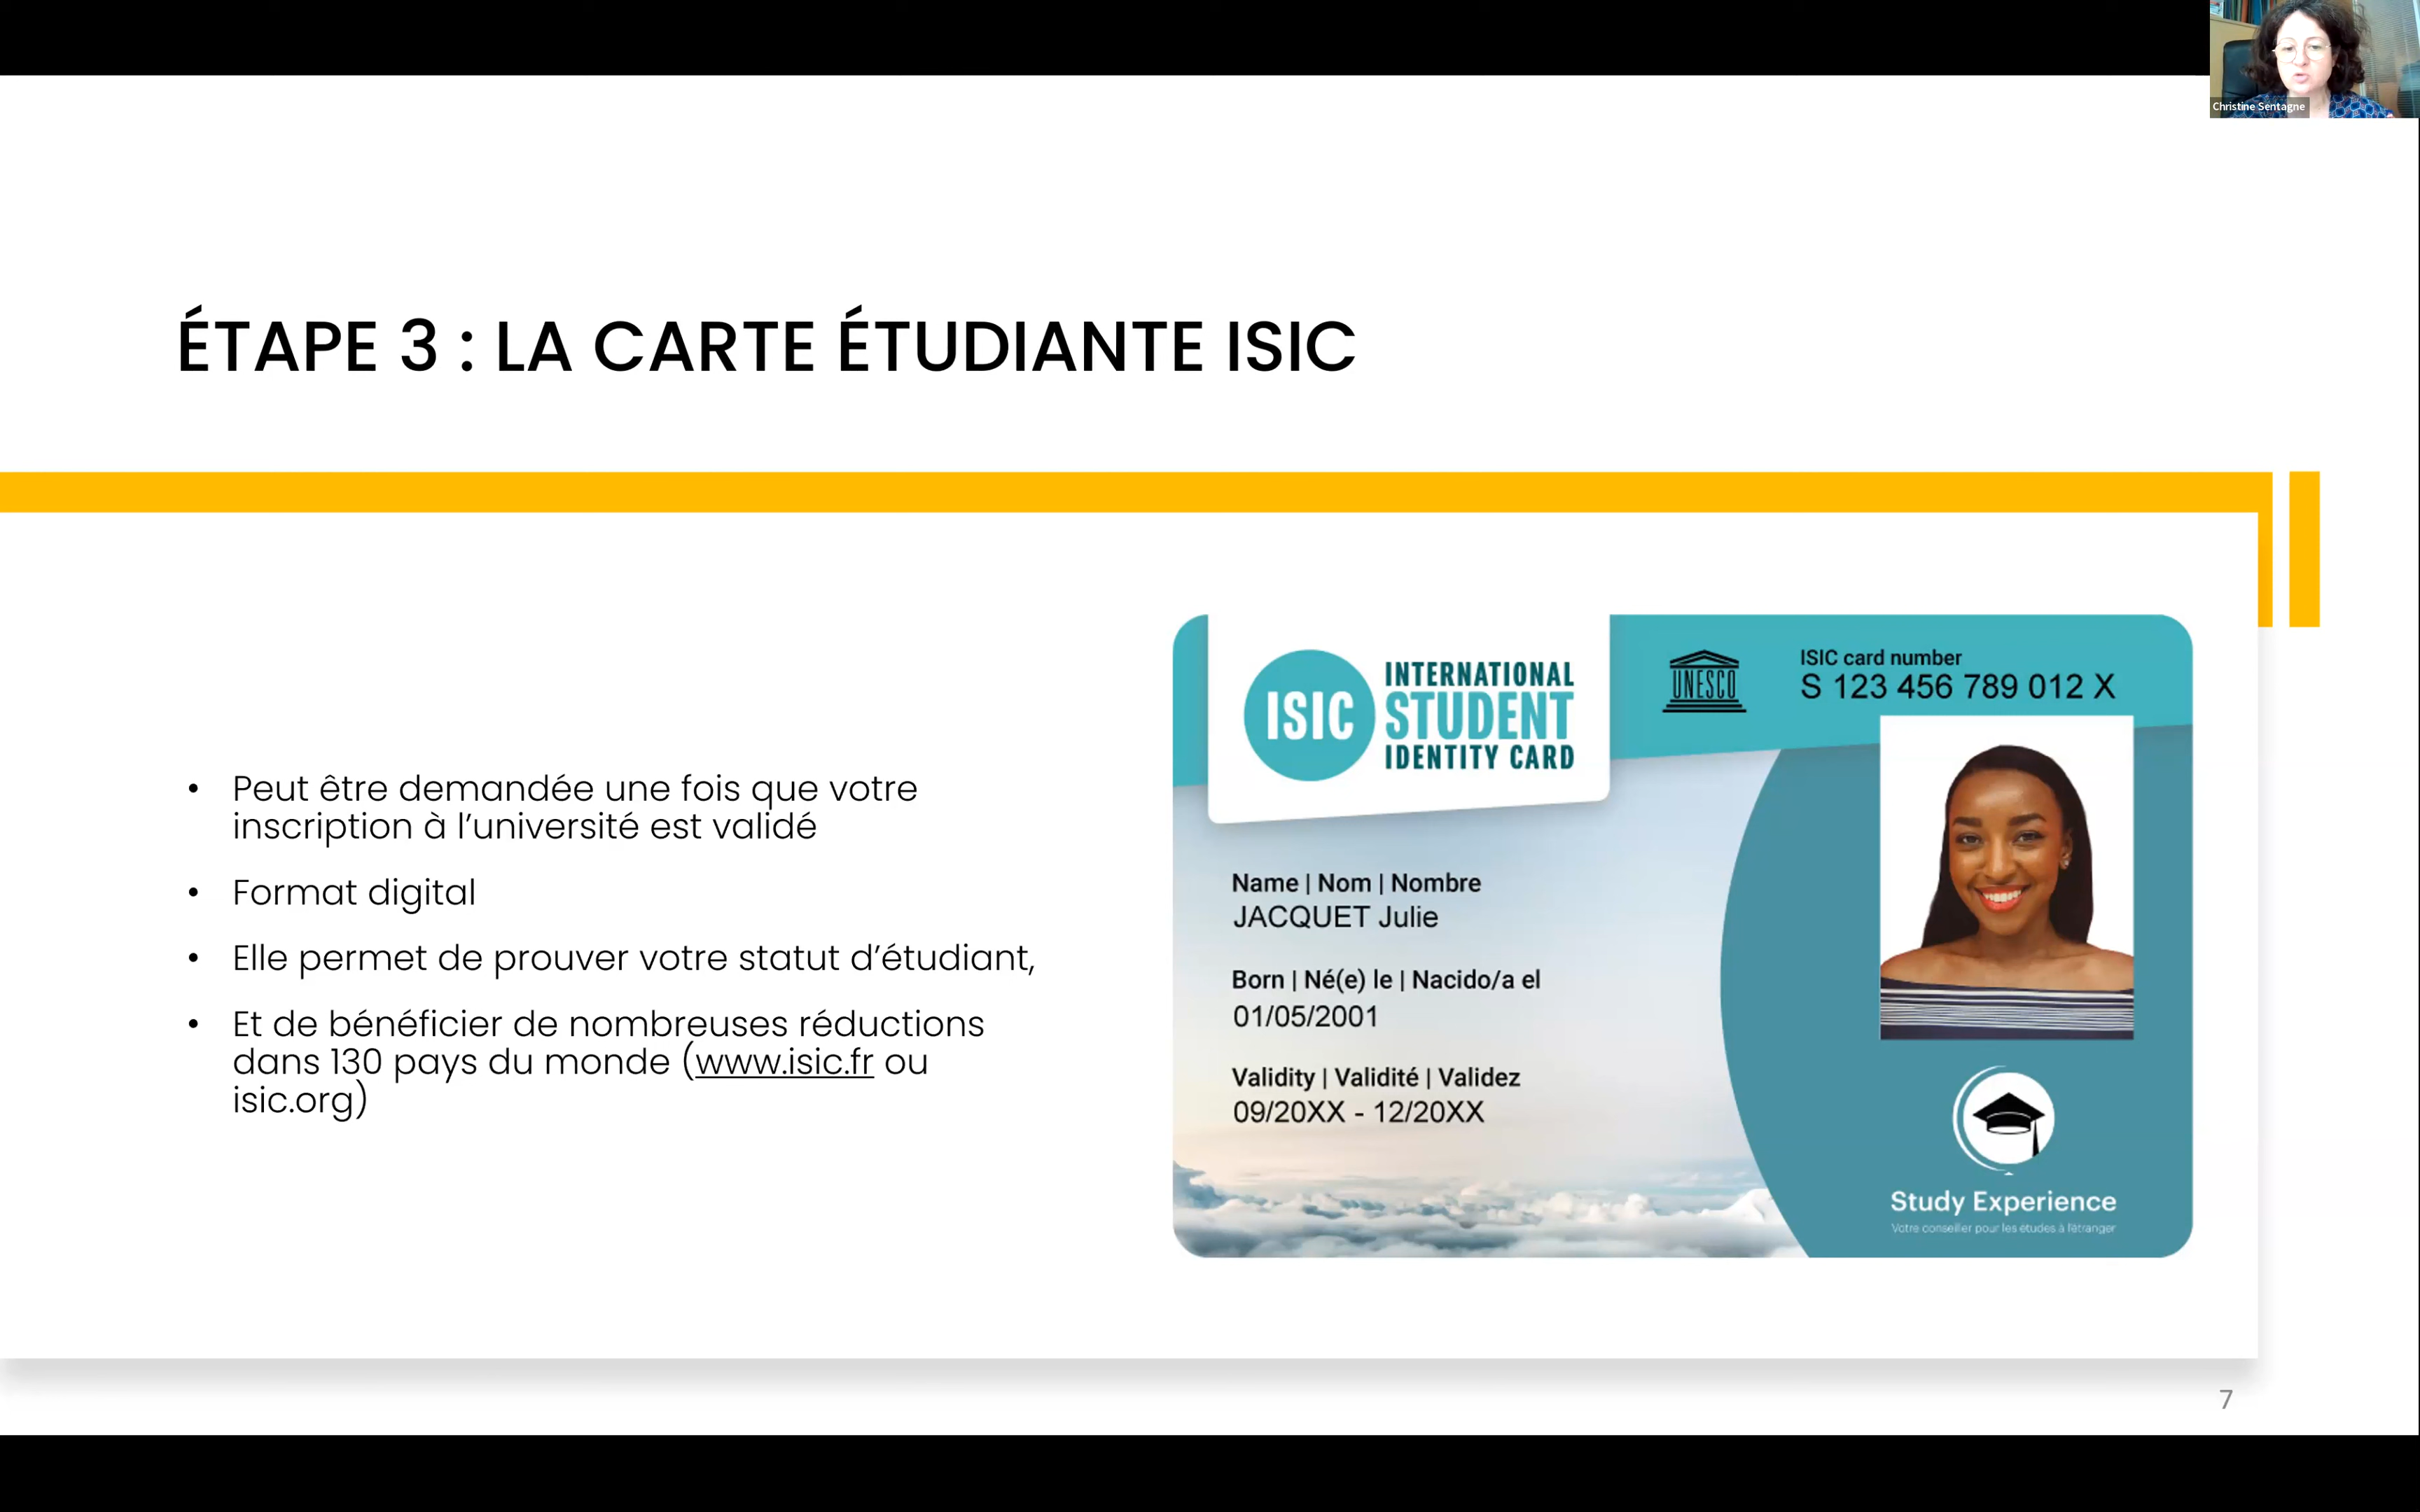 Christine Sentagne
ÉTAPE 3 : LA CARTE ÉTUDIANTE ISIC
• Peut être demandée une fois que votre
inscription à l’université est validé
• Format digital
• Elle permet de prouver votre statut d’étudiant,
• Et de bénéficier de nombreuses réductions
dans 130 pays du monde (www.isic.fr ou
isic.org)
ISIC
INTERNATIONAL
STUDENT
IDENTITY CARD
UNESCO
ISIC card number
S 123 456 789 012 X
Name | Nom | Nombre
JACQUET Julie
Born | Né(e) le | Nacido/a el
01/05/2001
Validity | Validité | Validez
09/20XX - 12/20XX
Study Experience
Votre conseiller pour les études à l'étranger
7